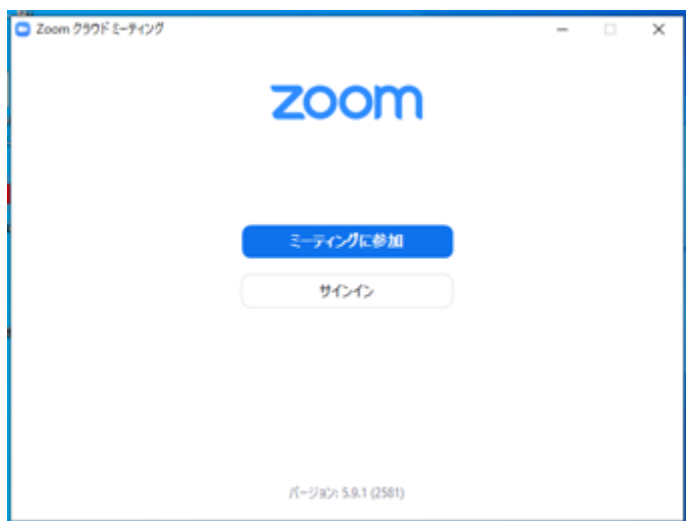 Zoom クラウド ミーティング
zoom
ミーティングに参加
サインイン
バージョン: 5.9.1 (2581)